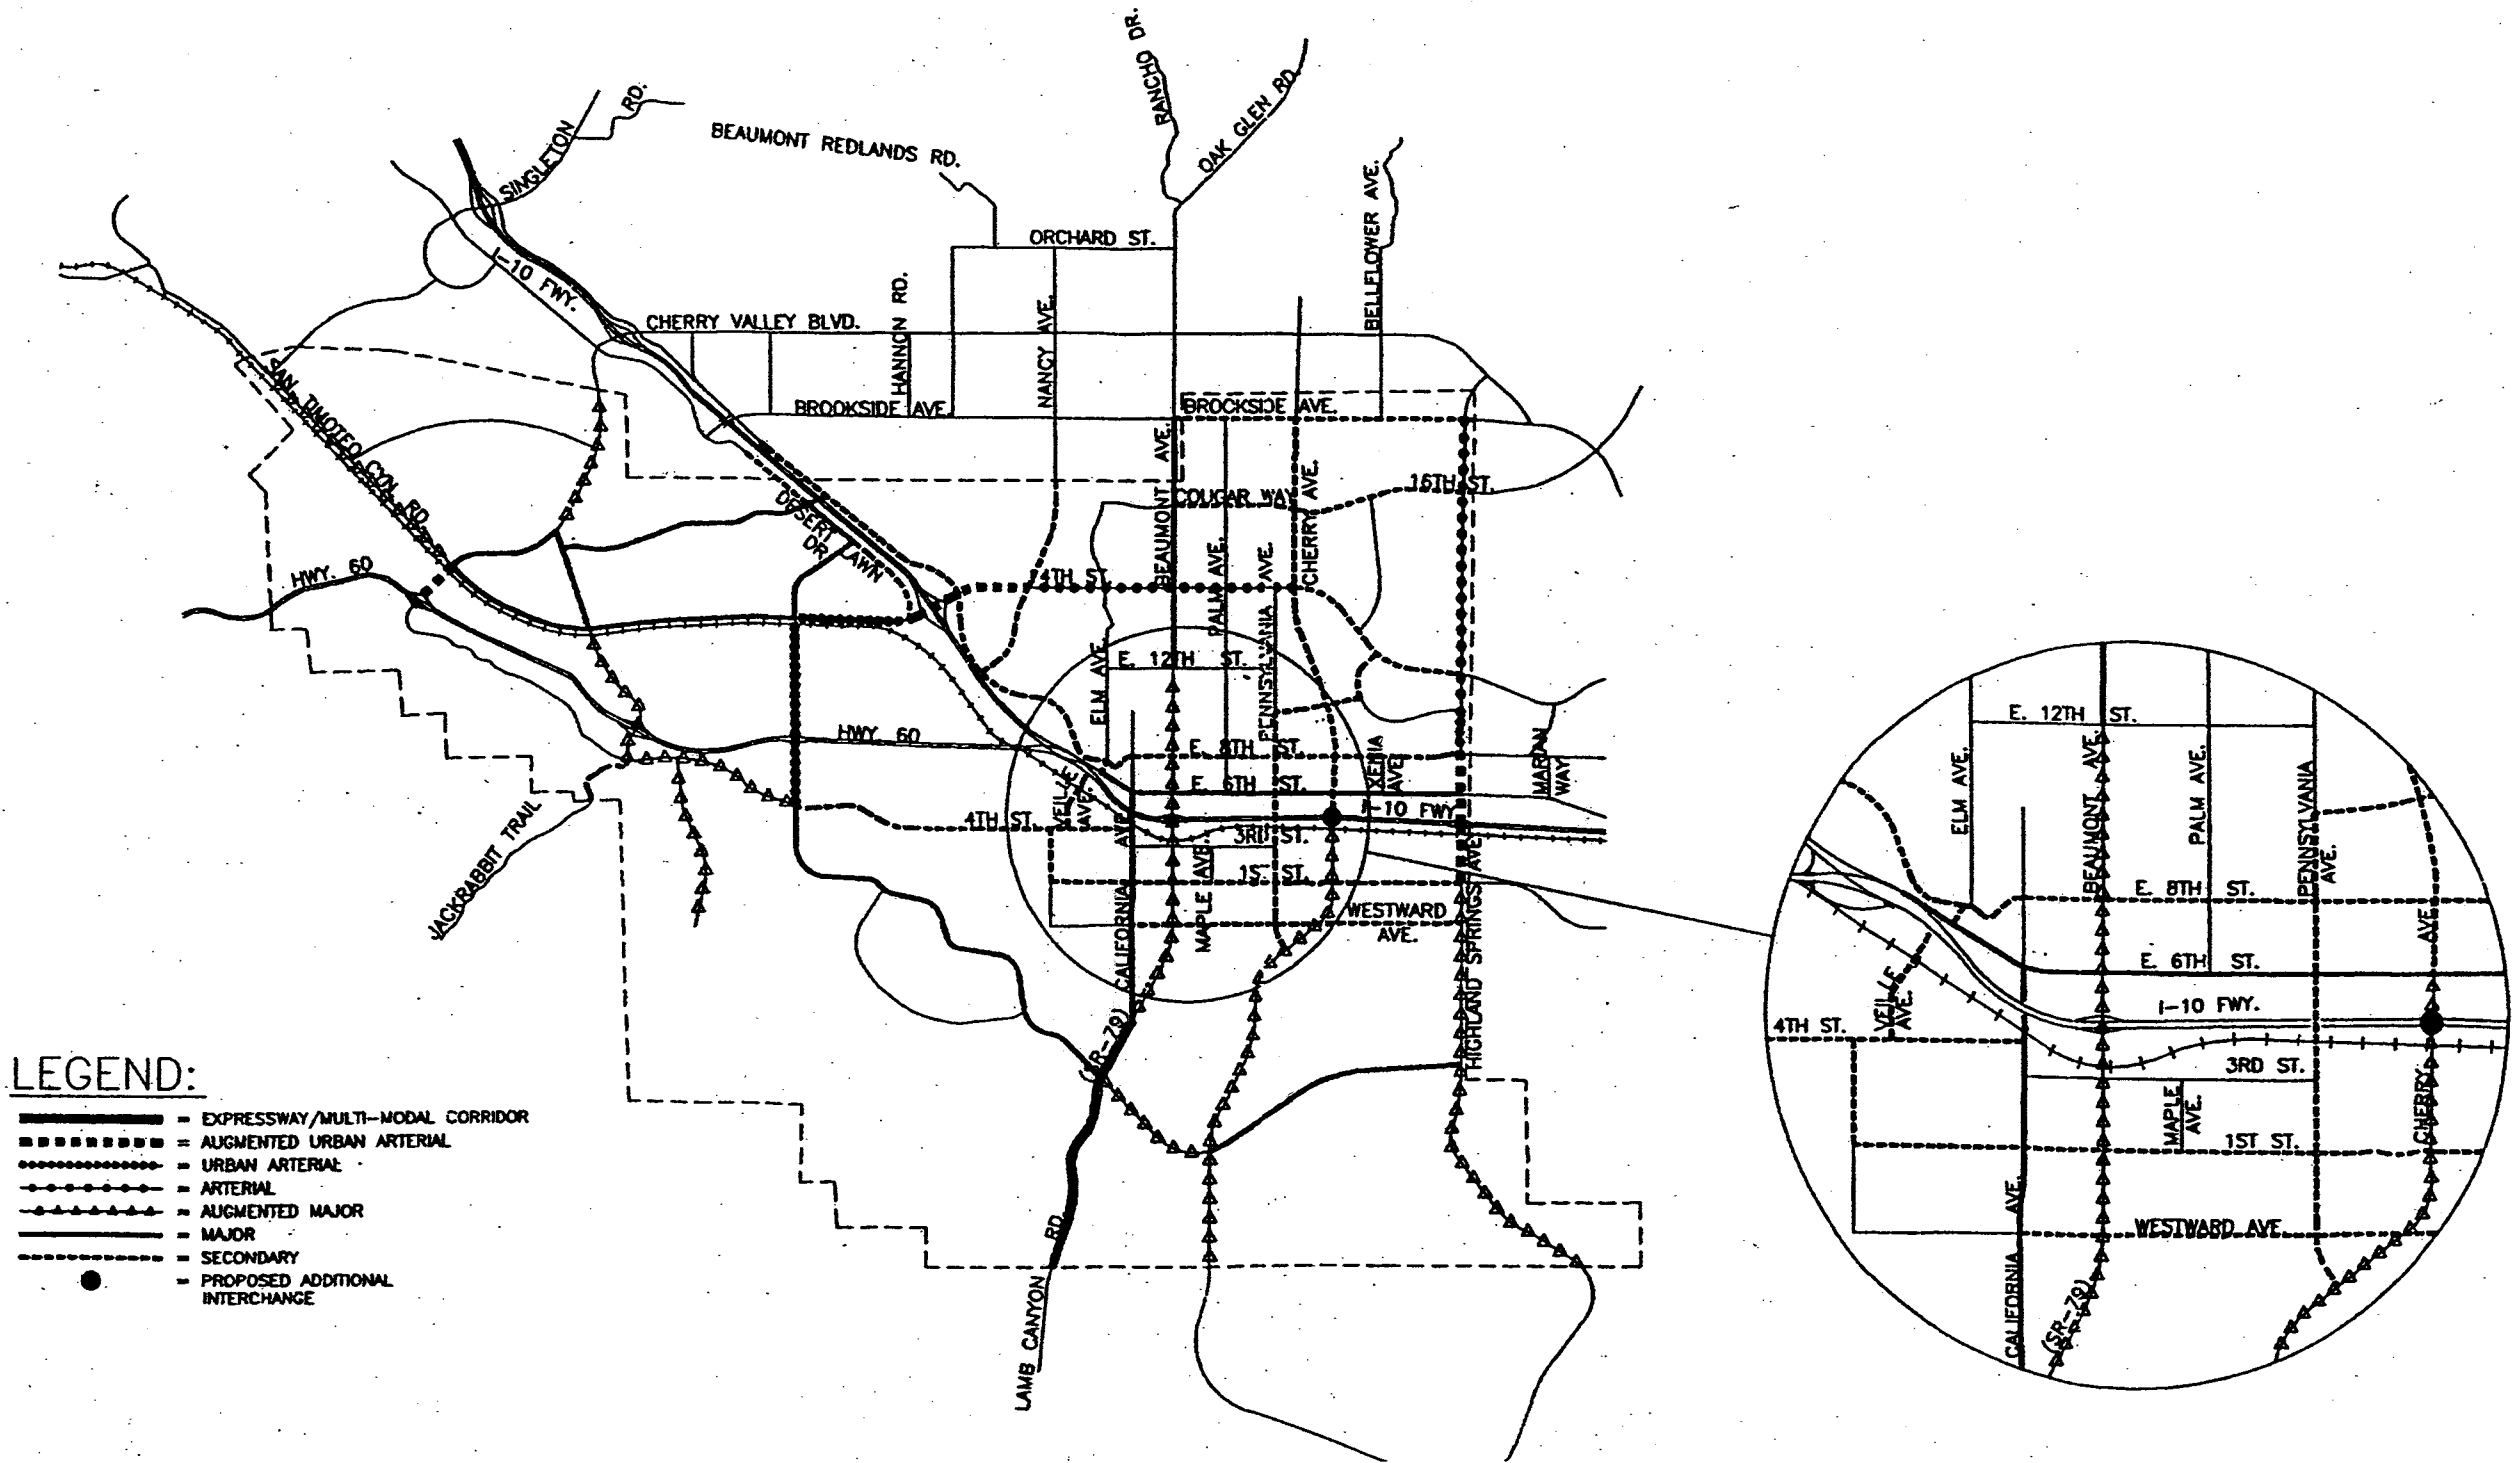 RANCHO DR.
OAK GLEN RD.
SINGLETON RD.
BEAUMONT REDLANDS RD.
BELLFLOWER AVE.
ORCHARD ST.
I-10 FWY.
HANNON RD.
CHERRY VALLEY BLVD.
NANCY AVE.
BROOKSIDE AVE.
BROOKSIDE AVE.
SAN TIMOTEO CYN RD.
BEAUMONT AVE.
COUGAR WAY
CHERRY AVE.
16TH ST.
DESERT LAWN
DR.
HWY. 60
14TH ST.
PALM AVE.
PENNSYLVANIA AVE.
ELM AVE.
E. 12TH ST.
HWY 60
E. 8TH ST.
E. 6TH ST.
XENIA
AVE.
MARIAN
WAY
VEILLE
AVE.
I-10 FWY
4TH ST.
3RD ST.
1ST ST.
JACKRABBIT TRAIL
CALIFORNIA AVE.
MAPLE AVE.
WESTWARD
AVE.
HIGHLAND SPRINGS AVE.
(SR-79)
LAMB CANYON RD.
E. 12TH ST.
ELM AVE.
BEAUMONT AVE.
PALM AVE.
PENNSYLVANIA
AVE.
E. 8TH ST.
E. 6TH ST.
I-10 FWY.
VEILLE
AVE.
4TH ST.
3RD ST.
MAPLE
AVE.
CHERRY AVE.
1ST ST.
WESTWARD AVE.
CALIFORNIA AVE.
(SR-79)
LEGEND:
= EXPRESSWAY/MULTI-MODAL CORRIDOR
= AUGMENTED URBAN ARTERIAL
= URBAN ARTERIAL
= ARTERIAL
= AUGMENTED MAJOR
= MAJOR
= SECONDARY
= PROPOSED ADDITIONAL
INTERCHANGE